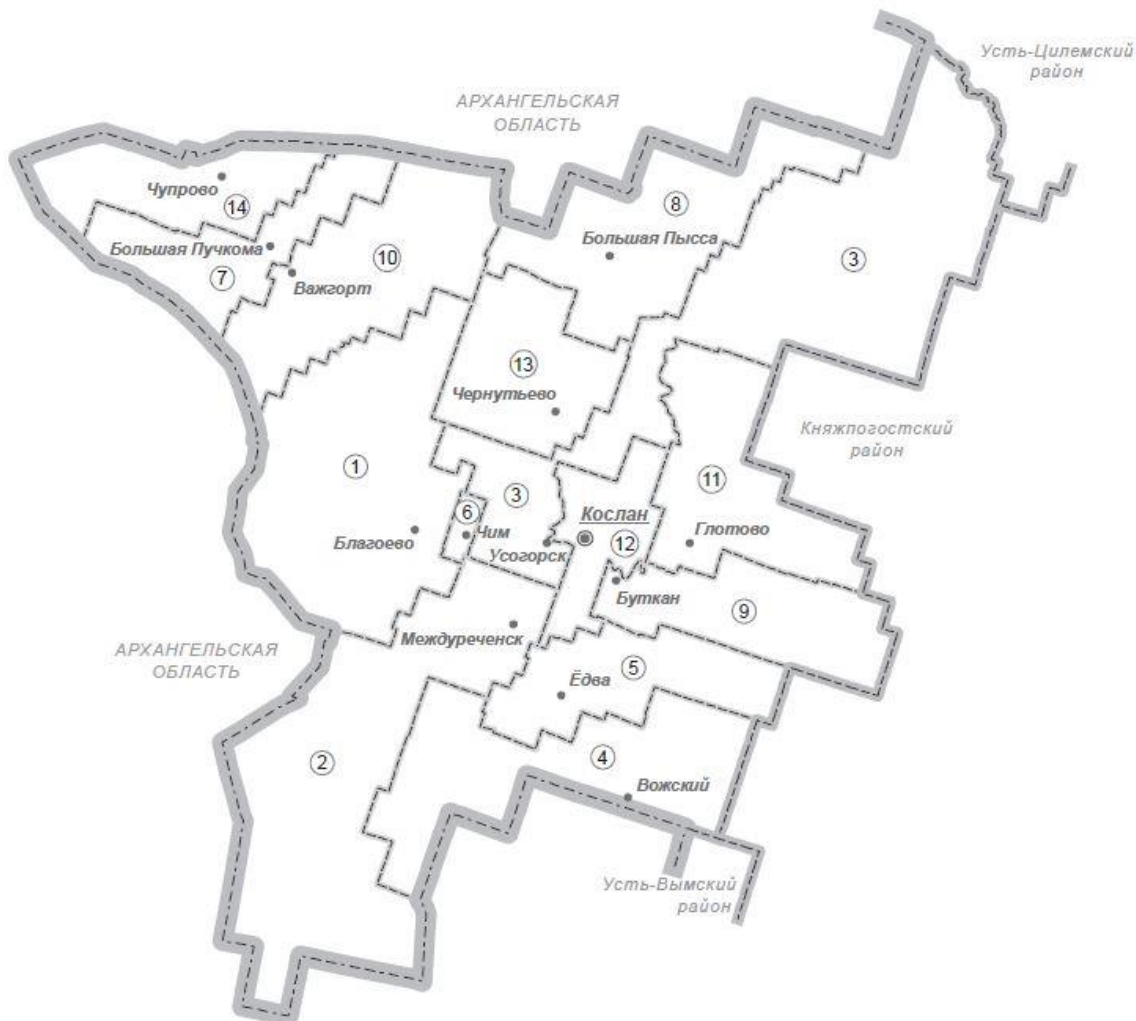 Усть-Цилемский
район
АРХАНГЕЛЬСКАЯ
ОБЛАСТЬ
Чупрово
14
8
Большая Пысса
Большая Пучкома
10
3
7
Важгорт
13
Чернутьево
Княжпогостский
район
1
3
11
6
Кослан
Чим
Благоево
Усогорск
12
Глотово
Буткан
9
Междуреченск
АРХАНГЕЛЬСКАЯ
ОБЛАСТЬ
5
Ёдва
2
4
Вожский
Усть-Вымский
район